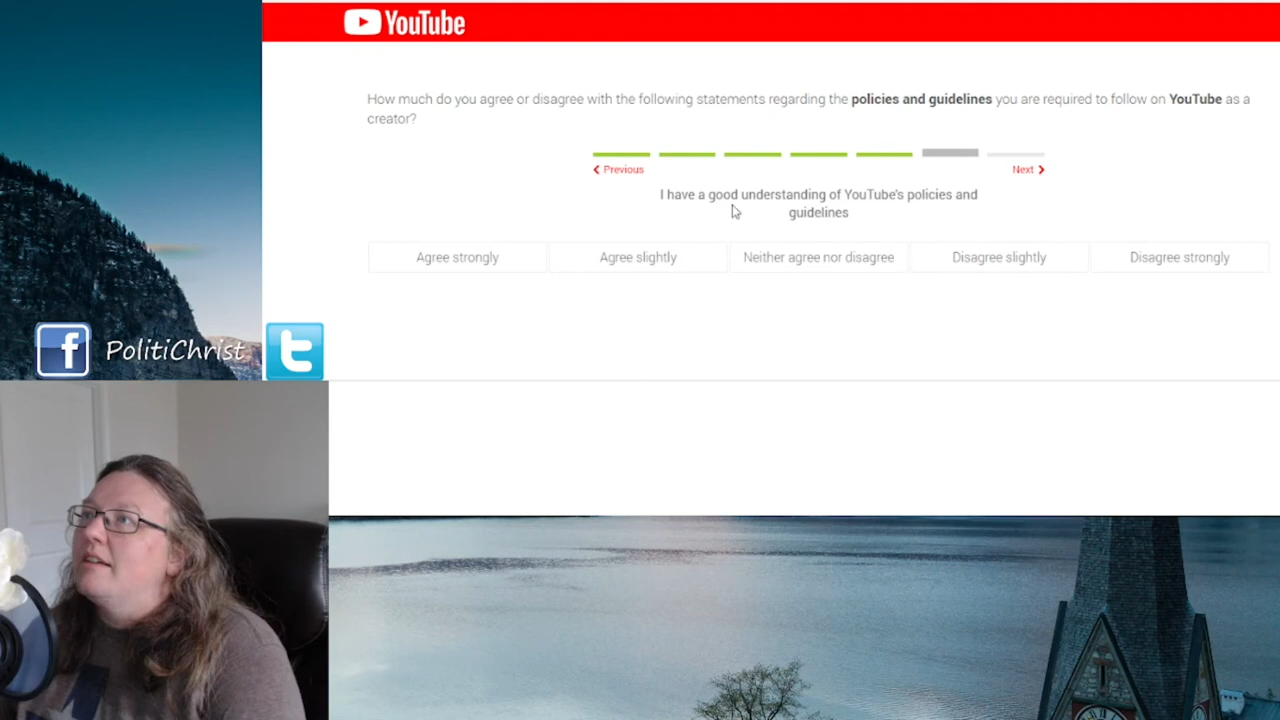 YouTube
How much do you agree or disagree with the following statements regarding the policies and guidelines you are required to follow on YouTube as a
creator?
Previous
Next
I have a good understanding of YouTube's policies and
guidelines
Agree strongly
Agree slightly
Neither agree nor disagree
Disagree slightly
Disagree strongly
f
PolitiChrist
t